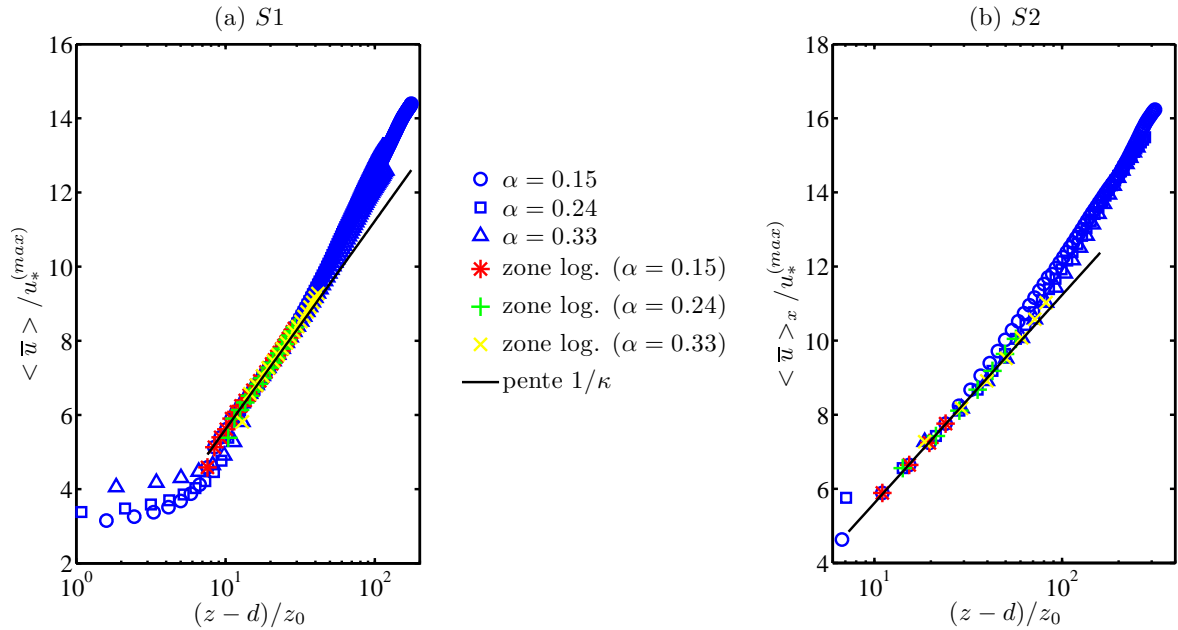 (a) S1
16
14
12
10
8
6
4
2
10^0
10^1
10^2
< \overline{u} > /u_*^{(max)}
(z − d)/z_0
α = 0.15
α = 0.24
α = 0.33
zone log. (α = 0.15)
zone log. (α = 0.24)
zone log. (α = 0.33)
pente 1/κ
(b) S2
18
16
14
12
10
8
6
4
10^1
10^2
< \overline{u} >_x /u_*^{(max)}
(z − d)/z_0